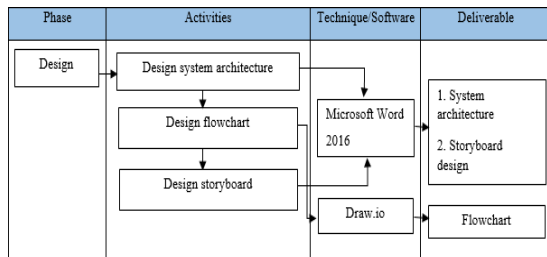 Phase
Activities
Technique/Software
Deliverable
Design
Design system architecture
Design flowchart
Design storyboard
Microsoft Word
2016
Draw.io
1. System
architecture
2. Storyboard
design
Flowchart